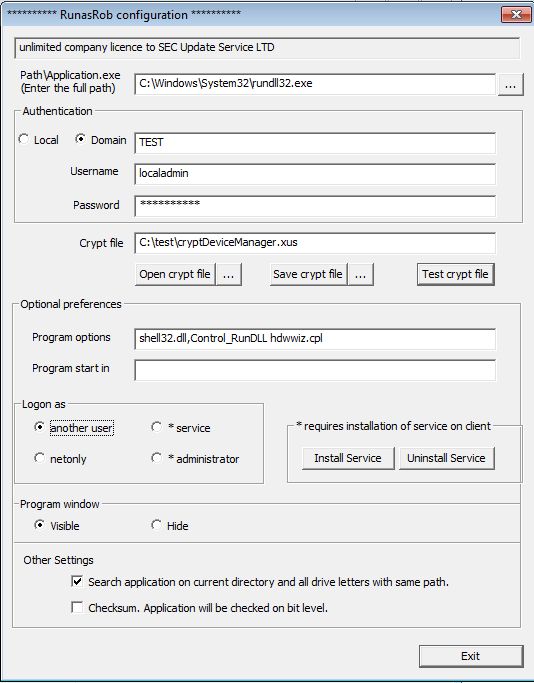 ********** RunasRob configuration **********
unlimited company licence to SEC Update Service LTD
Path\Application.exe
(Enter the full path)
C:\Windows\System32\rundll32.exe
...
Authentication
Local Domain TEST
Username localadmin
Password **********
Crypt file C:\test\cryptDeviceManager.xus
Open crypt file ... Save crypt file ... Test crypt file
Optional preferences
Program options shell32.dll,Control_RunDLL hdwwiz.cpl
Program start in
Logon as
another user * service
netonly * administrator
* requires installation of service on client
Install Service Uninstall Service
Program window
Visible Hide
Other Settings
Search application on current directory and all drive letters with same path.
Checksum. Application will be checked on bit level.
Exit